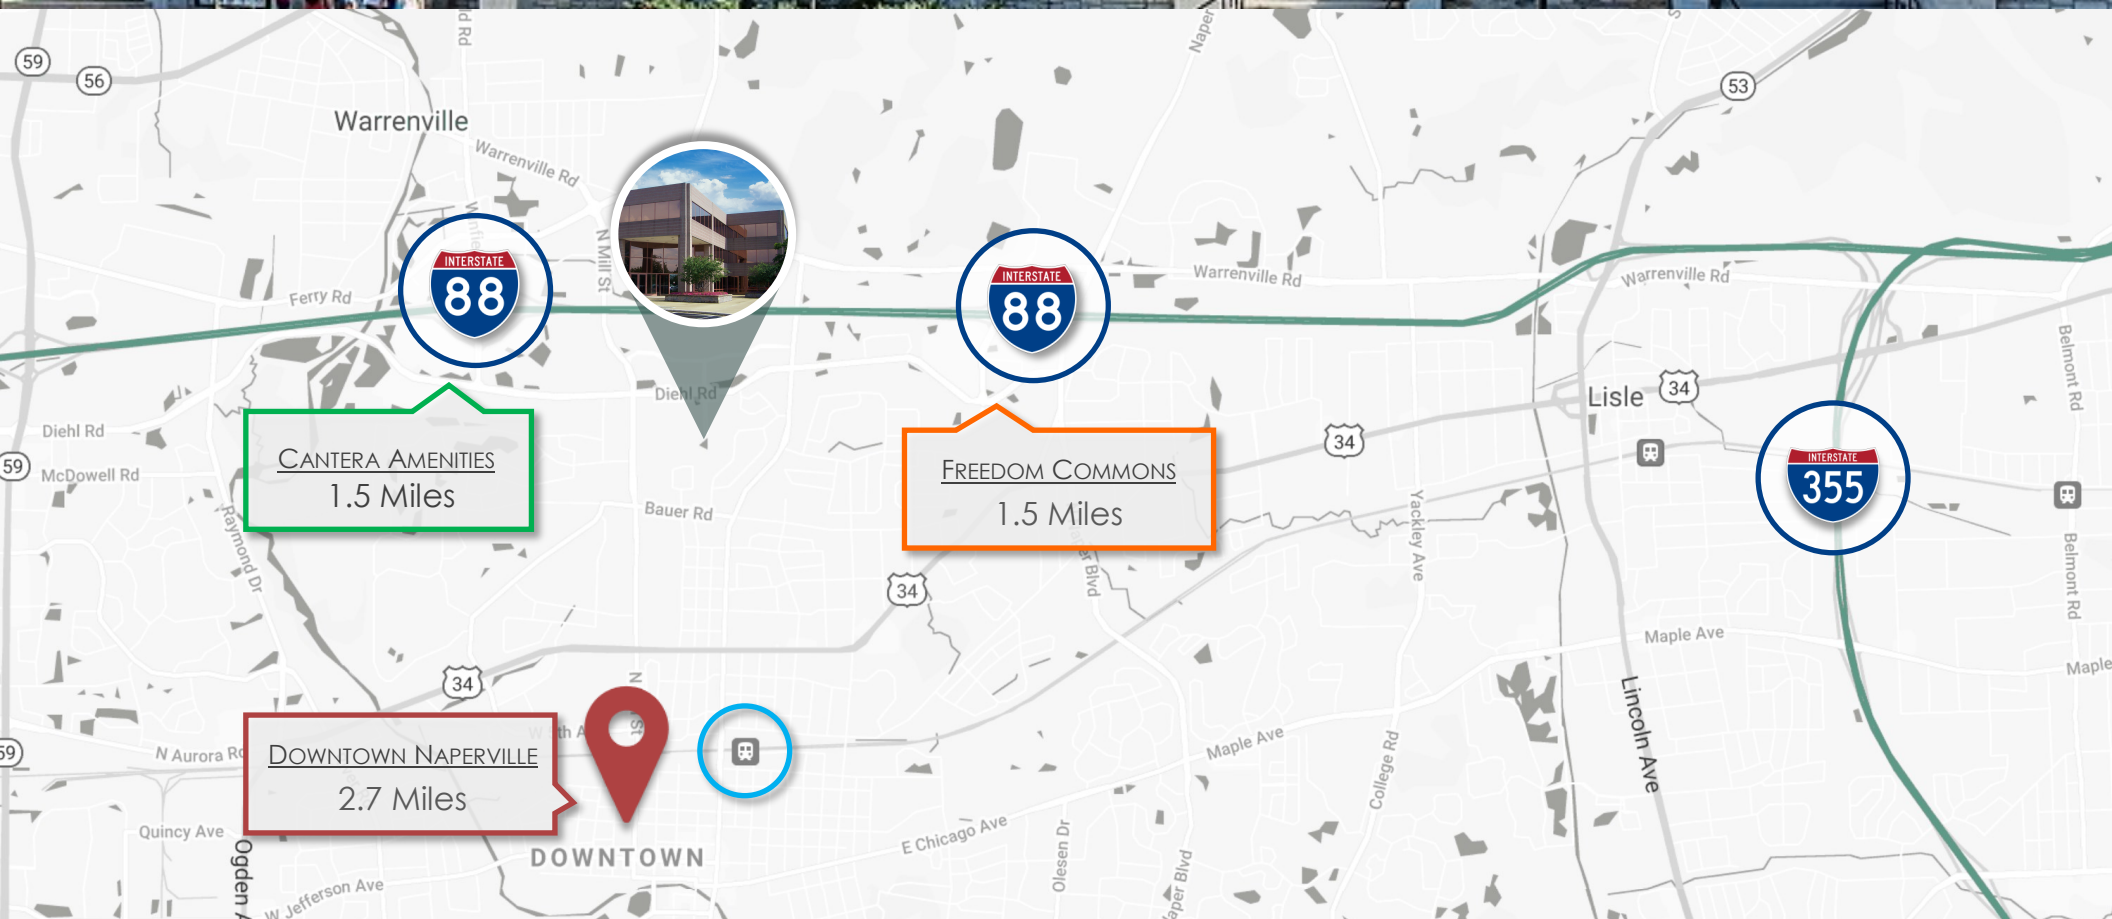 59
56
Warrenville
Warrenville Rd
53
N Mill St
INTERSTATE
88
INTERSTATE
88
Ferry Rd
Warrenville Rd
Warrenville Rd
Belmont Rd
Diehl Rd
Lisle
34
34
Diehl Rd
59
McDowell Rd
CANTERA AMENITIES
1.5 Miles
FREEDOM COMMONS
1.5 Miles
INTERSTATE
355
Bauer Rd
Raymond Dr
Yackley Ave
Belmont Rd
34
Maple Ave
34
Lincoln Ave
N Aurora Rd
DOWNTOWN NAPERVILLE
2.7 Miles
Maple Ave
College Rd
Quincy Ave
E Chicago Ave
Olesen Dr
DOWNTOWN
Ogden
W Jefferson Ave